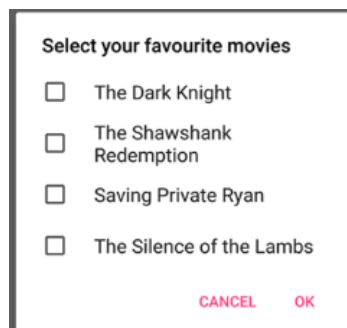 Select your favourite movies
The Dark Knight
The Shawshank
Redemption
Saving Private Ryan
The Silence of the Lambs
CANCEL OK